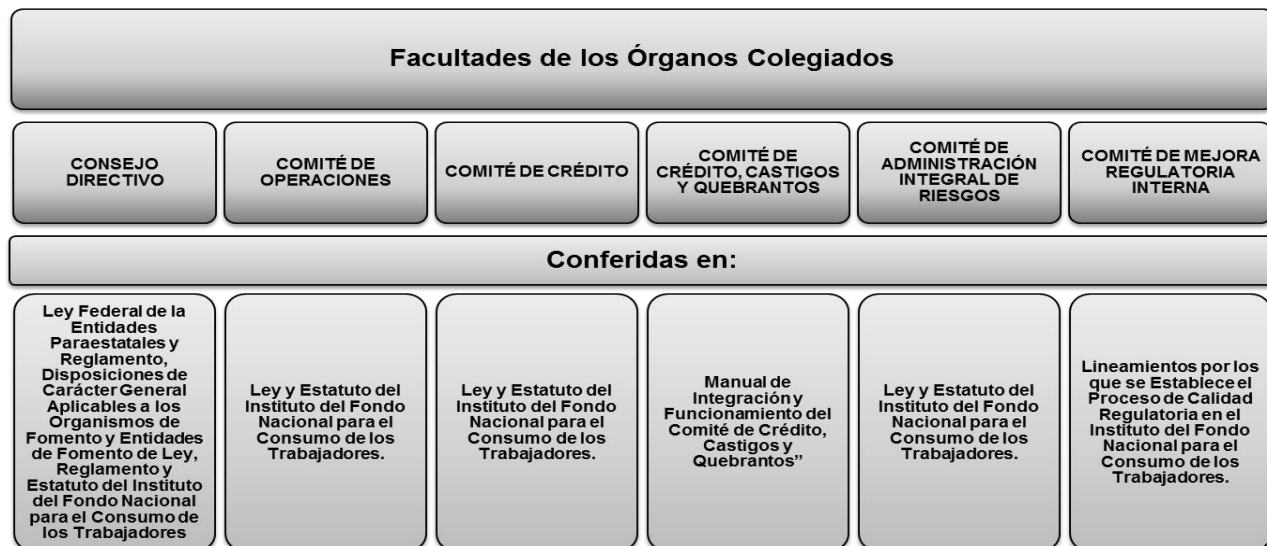 Facultades de los Órganos Colegiados
CONSEJO
DIRECTIVO
COMITÉ DE
OPERACIONES
COMITÉ DE CRÉDITO
COMITÉ DE
CRÉDITO, CASTIGOS
Y QUEBRANTOS
COMITÉ DE
ADMINISTRACIÓN
INTEGRAL DE
RIESGOS
COMITÉ DE MEJORA
REGULATORIA
INTERNA
Conferidas en:
Ley Federal de la
Entidades
Paraestatales y
Reglamento,
Disposiciones de
Carácter General
Aplicables a los
Organismos de
Fomento y Entidades
de Fomento de Ley,
Reglamento y
Estatuto del Instituto
del Fondo Nacional
para el Consumo de
los Trabajadores
Ley y Estatuto del
Instituto del Fondo
Nacional para el
Consumo de los
Trabajadores.
Ley y Estatuto del
Instituto del Fondo
Nacional para el
Consumo de los
Trabajadores.
Manual de
Integración y
Funcionamiento del
Comité de Crédito,
Castigos y
Quebrantos”
Ley y Estatuto del
Instituto del Fondo
Nacional para el
Consumo de los
Trabajadores.
Lineamientos por los
que se Establece el
Proceso de Calidad
Regulatoria en el
Instituto del Fondo
Nacional para el
Consumo de los
Trabajadores.